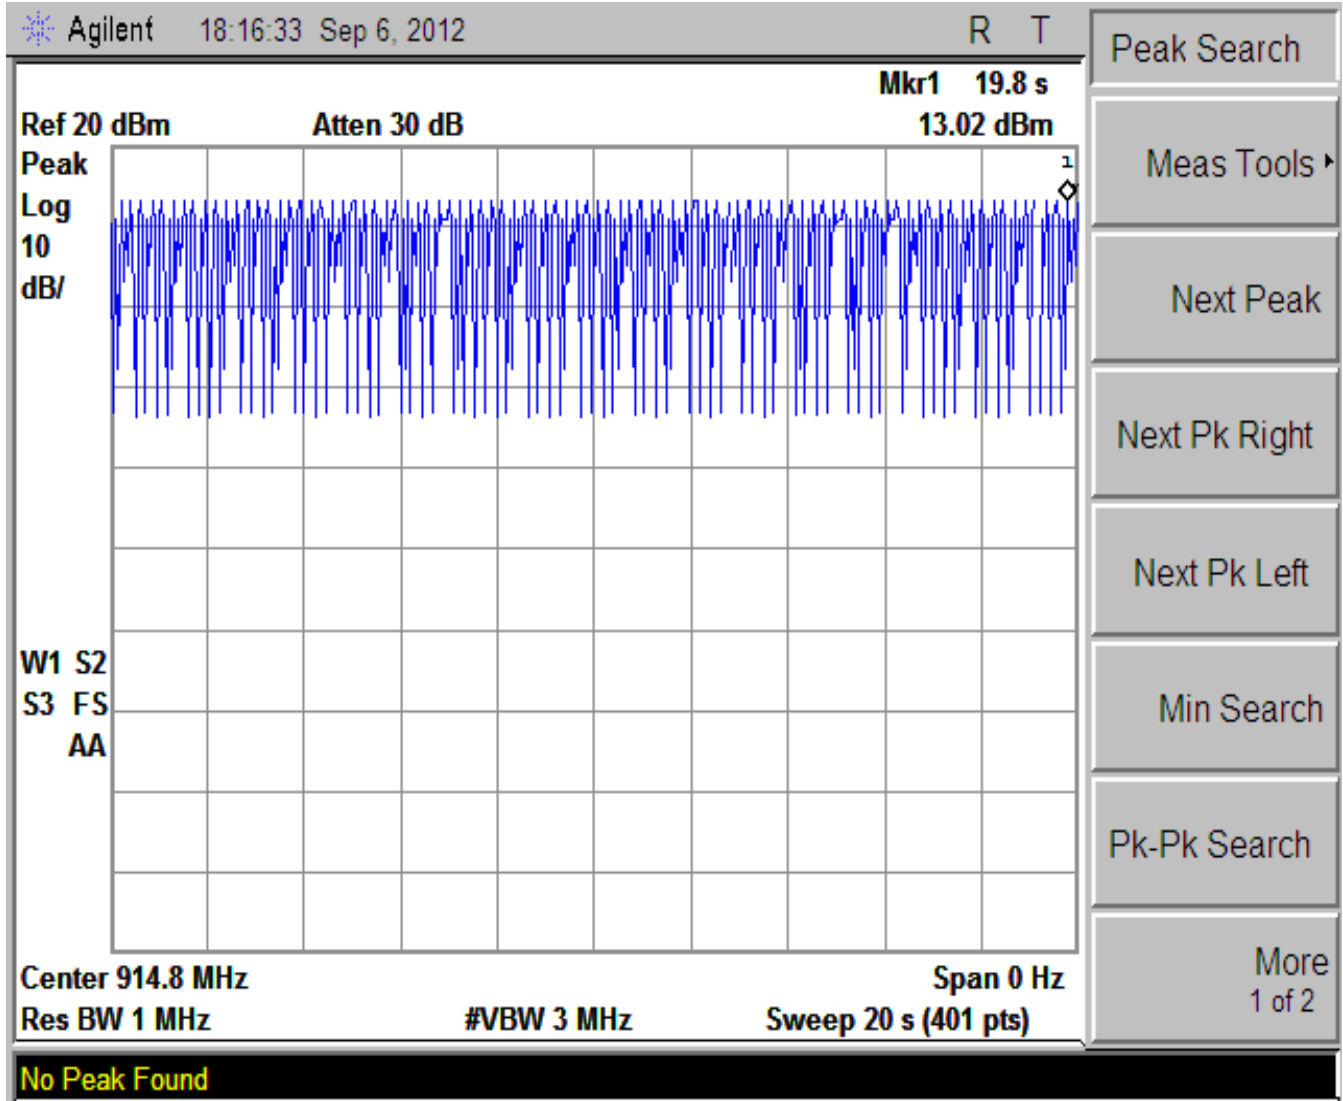 Agilent 18:16:33 Sep 6, 2012 R T
Mkr1 19.8 s
Ref 20 dBm Atten 30 dB 13.02 dBm
Peak
Log
10
dB/
1
W1 S2
S3 FS
AA
Center 914.8 MHz Span 0 Hz
Res BW 1 MHz #VBW 3 MHz Sweep 20 s (401 pts)
No Peak Found
Peak Search
Meas Tools
Next Peak
Next Pk Right
Next Pk Left
Min Search
Pk-Pk Search
More
1 of 2